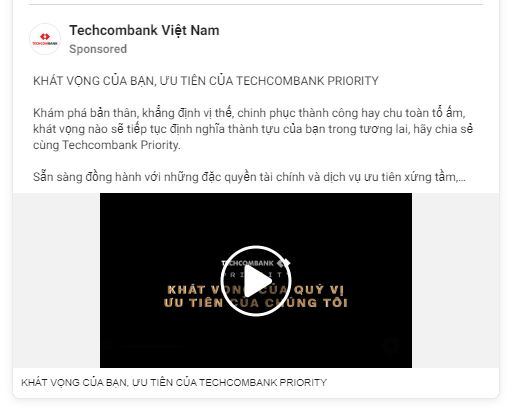 Techcombank Việt Nam
TECHCOMBANK
Sponsored
KHÁT VỌNG CỦA BẠN, ƯU TIÊN CỦA TECHCOMBANK PRIORITY
Khám phá bản thân, khẳng định vị thế, chinh phục thành công hay chu toàn tổ ấm,
khát vọng nào sẽ tiếp tục định nghĩa thành tựu của bạn trong tương lai, hãy chia sẻ
cùng Techcombank Priority.
Sẵn sàng đồng hành với những đặc quyền tài chính và dịch vụ ưu tiên xứng tầm,…
TECHCOMBANK
PRIORITY
KHÁT VỌNG CỦA QUÝ VỊ
ƯU TIÊN CỦA CHÚNG TÔI
KHÁT VỌNG CỦA BẠN, ƯU TIÊN CỦA TECHCOMBANK PRIORITY